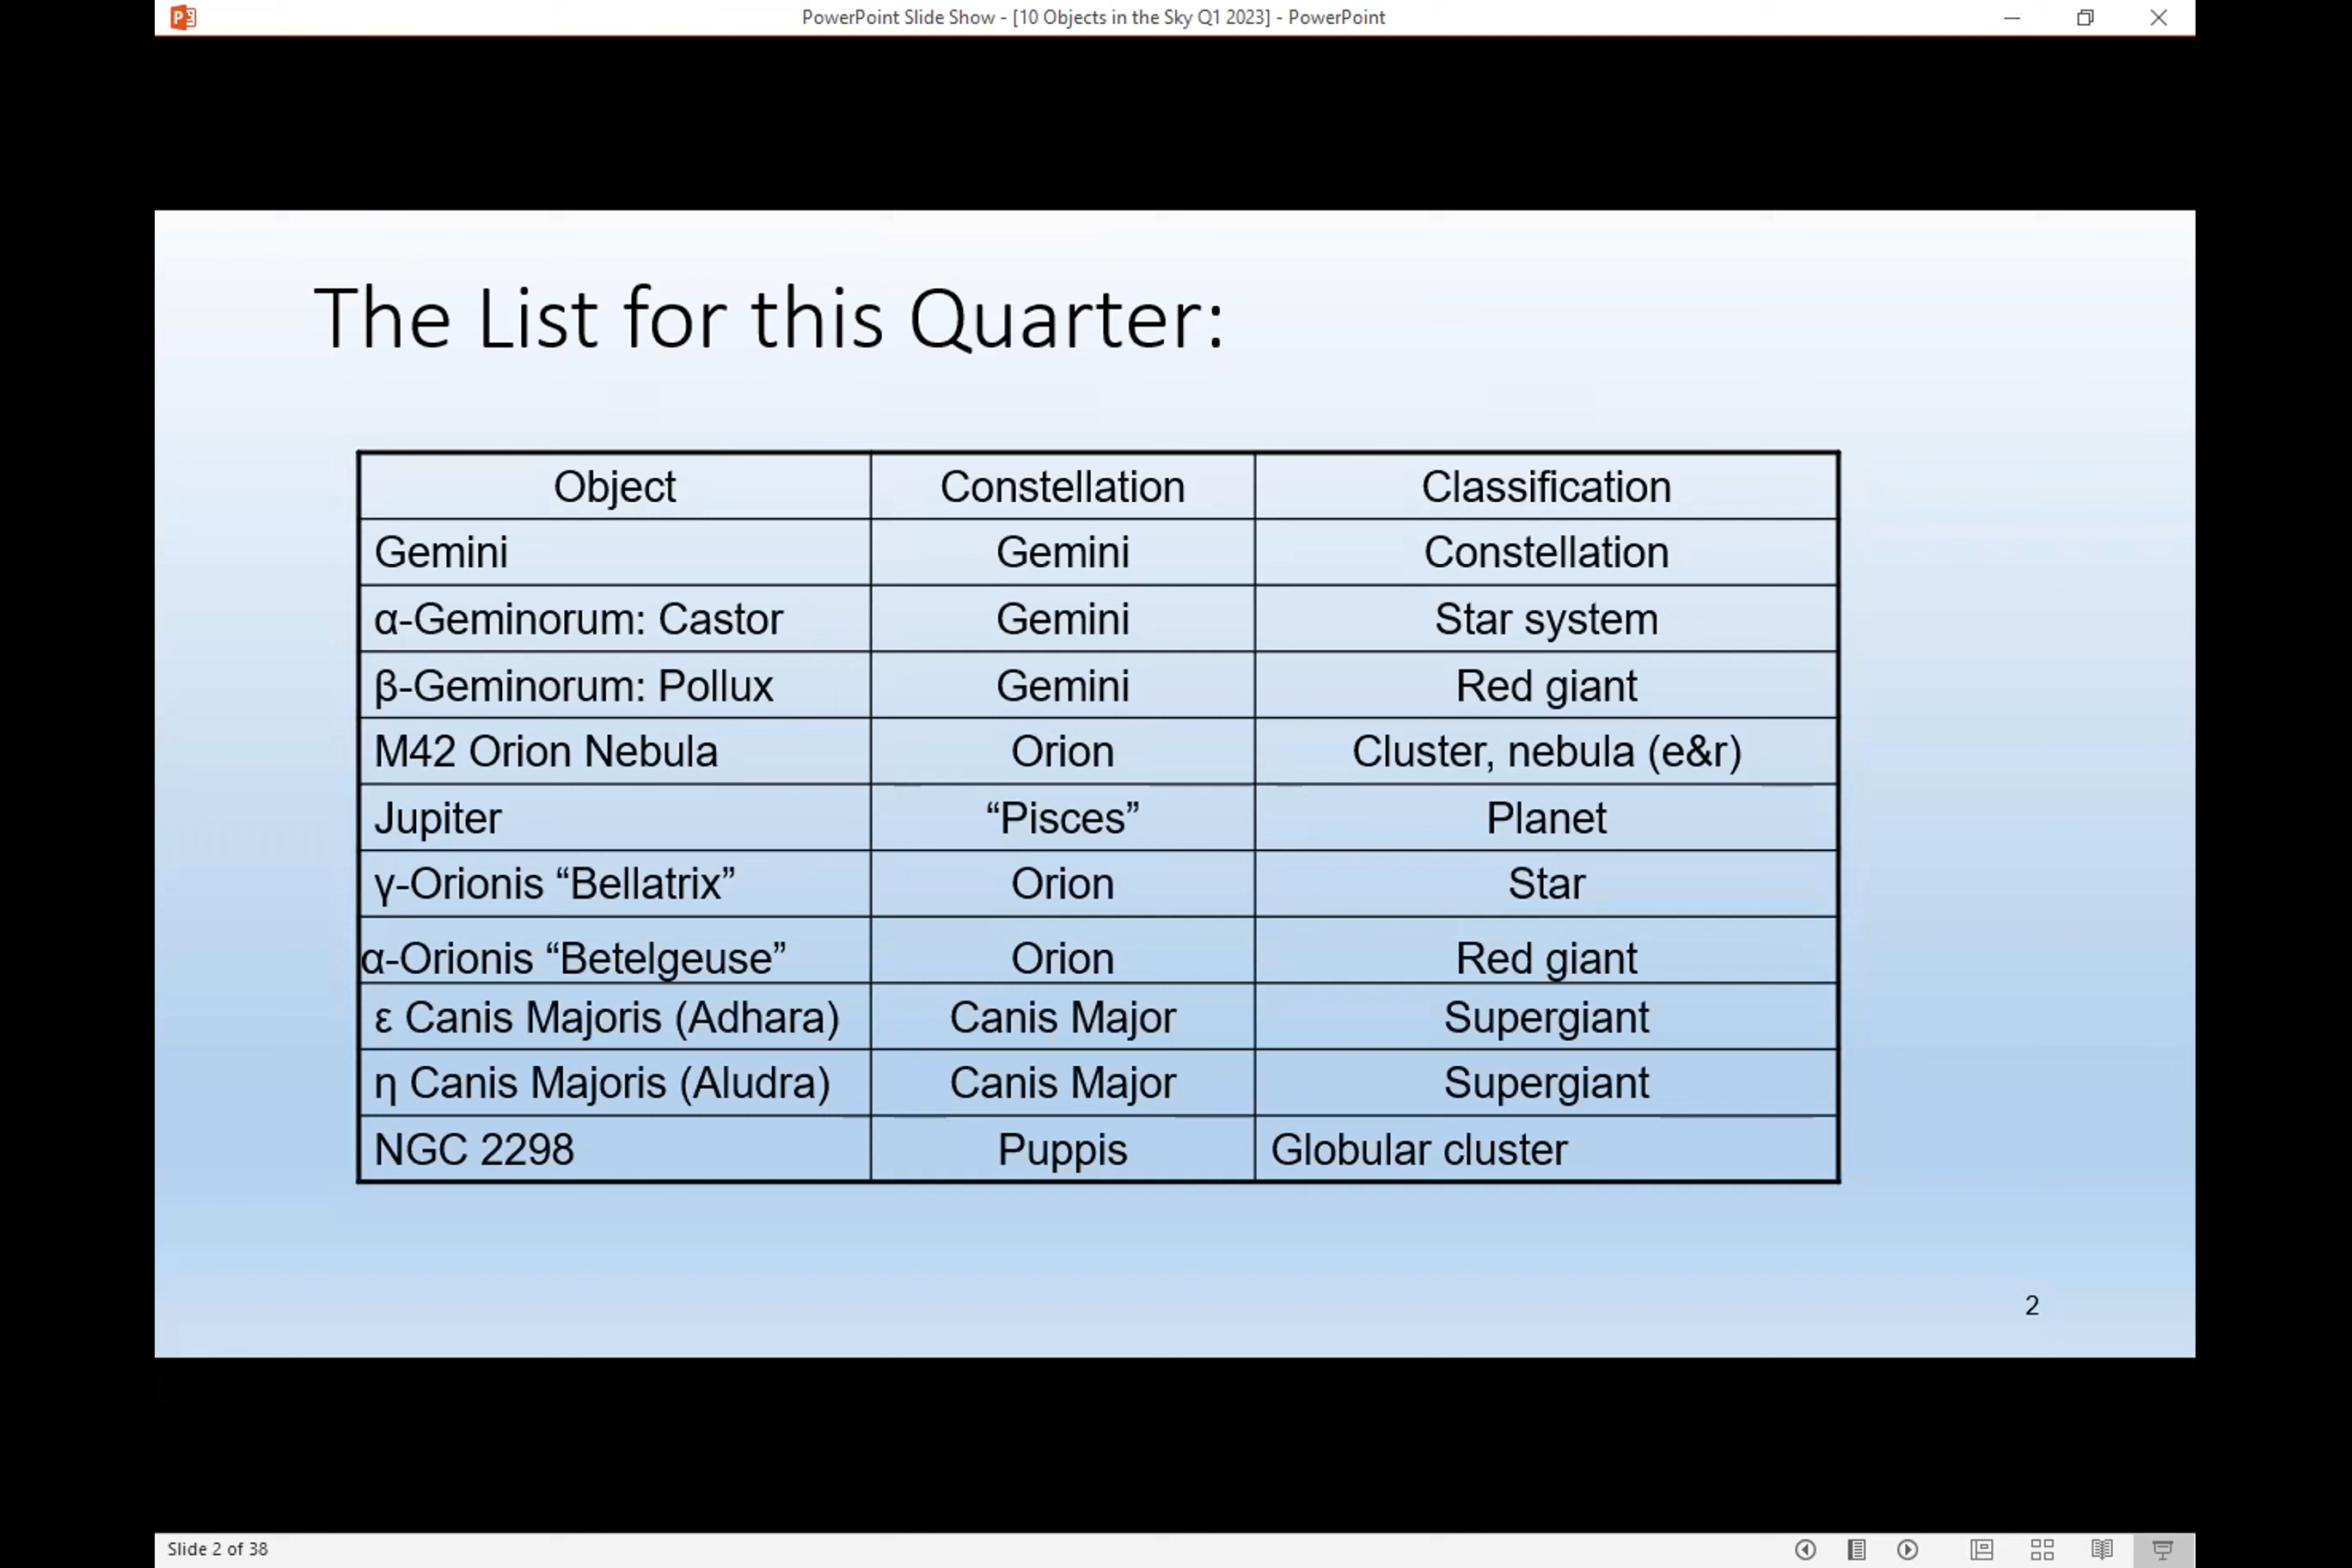 PowerPoint Slide Show - [10 Objects in the Sky Q1 2023] - PowerPoint
The List for this Quarter:
Object Constellation Classification
Gemini Gemini Constellation
α-Geminorum: Castor Gemini Star system
β-Geminorum: Pollux Gemini Red giant
M42 Orion Nebula Orion Cluster, nebula (e&r)
Jupiter “Pisces” Planet
γ-Orionis “Bellatrix” Orion Star
α-Orionis “Betelgeuse” Orion Red giant
ε Canis Majoris (Adhara) Canis Major Supergiant
η Canis Majoris (Aludra) Canis Major Supergiant
NGC 2298 Puppis Globular cluster
2
Slide 2 of 38